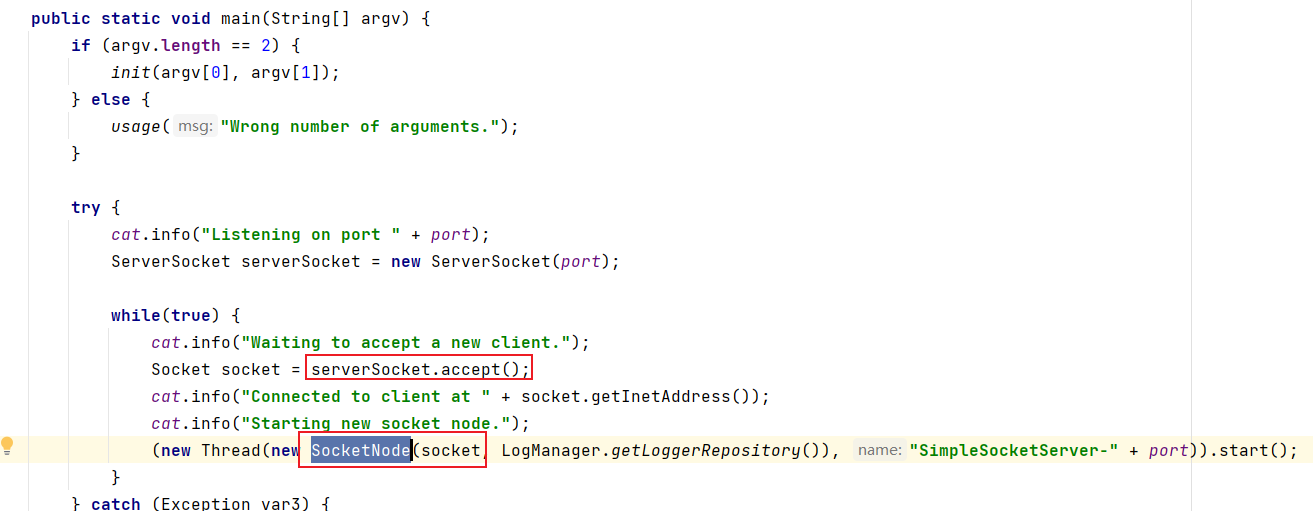 public static void main(String[] argv) {
if (argv.length == 2) {
init(argv[0], argv[1]);
} else {
usage( msg: "Wrong number of arguments.");
}
try {
cat.info("Listening on port " + port);
ServerSocket serverSocket = new ServerSocket(port);
while(true) {
cat.info("Waiting to accept a new client.");
Socket socket = serverSocket.accept();
cat.info("Connected to client at " + socket.getInetAddress());
cat.info("Starting new socket node.");
(new Thread(new SocketNode(socket, LogManager.getLoggerRepository()), name: "SimpleSocketServer-" + port)).start();
}
} catch (Exception var3) {